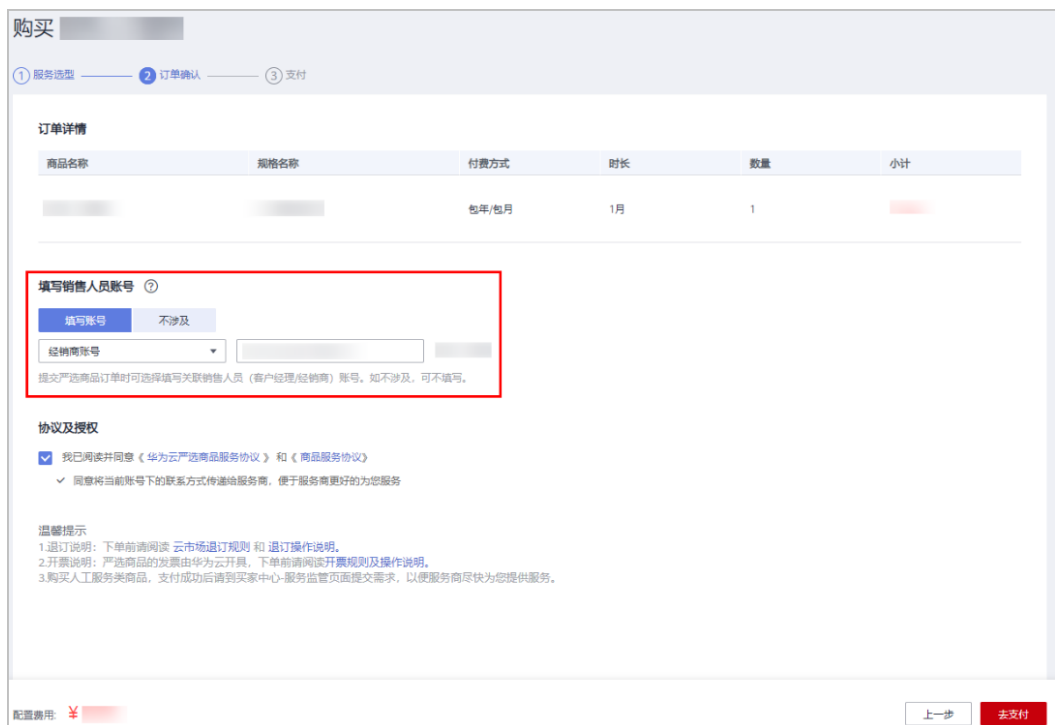 购买
1 服务选型 2 订单确认 3 支付
订单详情
商品名称 规格名称 付费方式 时长 数量 小计
包年/包月 1月 1
填写销售人员账号 ?
填写账号 不涉及
经销商账号
提交严选商品订单时可选择填写关联销售人员（客户经理/经销商）账号。如不涉及，可不填写。
协议及授权
我已阅读并同意《 华为云严选商品服务协议 》 和《 商品服务协议》
同意将当前账号下的联系方式传递给服务商，便于服务商更好的为您服务
温馨提示
1.退订说明：下单前请阅读 云市场退订规则 和 退订操作说明。
2.开票说明：严选商品的发票由华为云开具，下单前请阅读开票规则及操作说明。
3.购买人工服务类商品，支付成功后请到买家中心-服务监管页面提交需求，以便服务商尽快为您提供服务。
配置费用: ¥
上一步 去支付